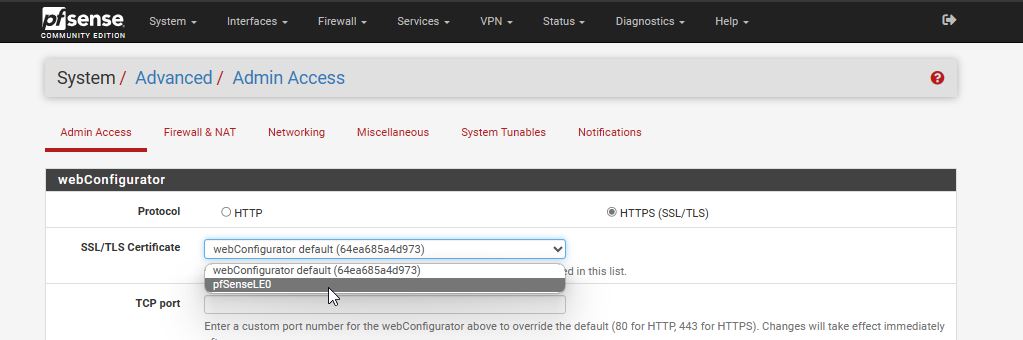 pfsense
COMMUNITY EDITION
System Interfaces Firewall Services VPN Status Diagnostics Help
System / Advanced / Admin Access
Admin Access Firewall & NAT Networking Miscellaneous System Tunables Notifications
webConfigurator
Protocol HTTP HTTPS (SSL/TLS)
SSL/TLS Certificate webConfigurator default (64ea685a4d973)
webConfigurator default (64ea685a4d973) ed in this list.
pfSenseLE0
TCP port
Enter a custom port number for the webConfigurator above to override the default (80 for HTTP, 443 for HTTPS). Changes will take effect immediately